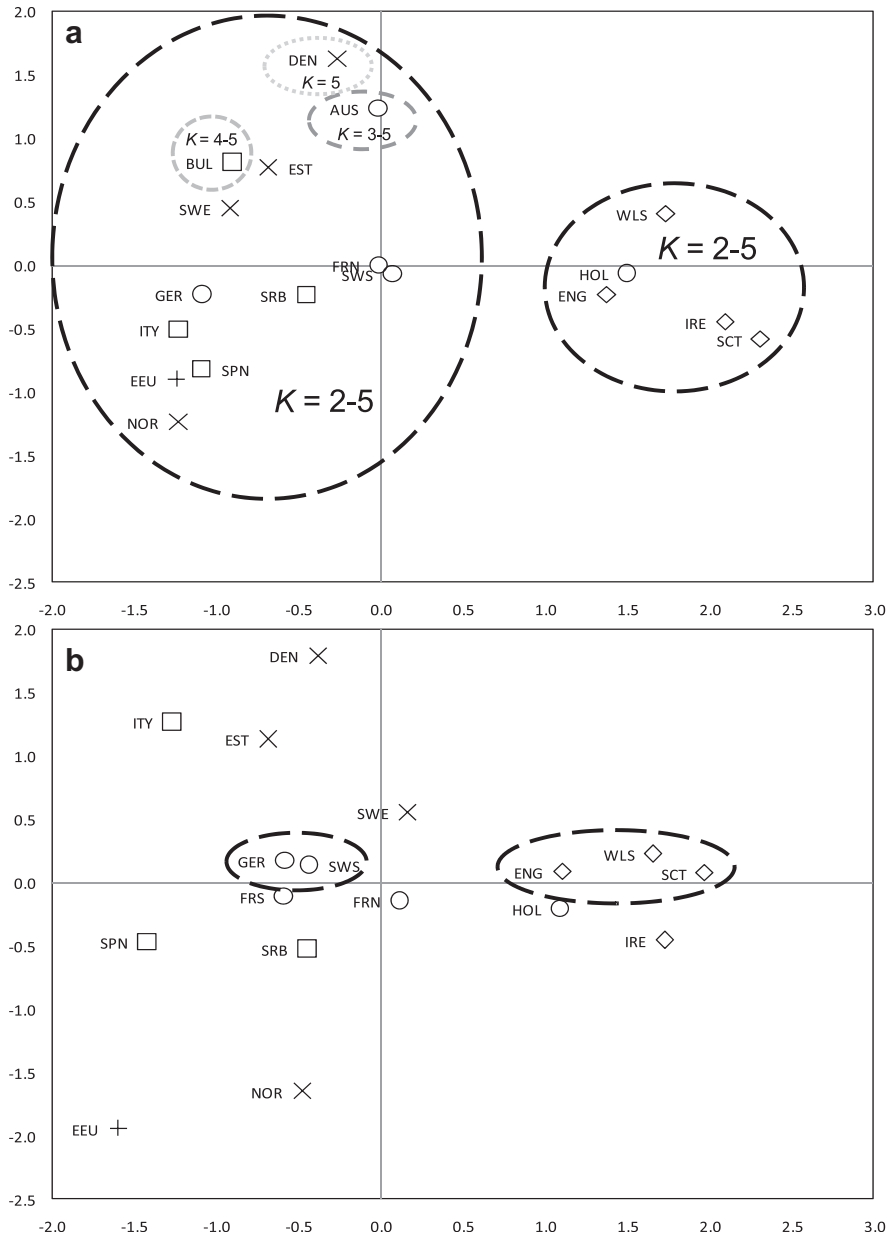 2.0
a
DEN
K = 5
1.5
AUS
K = 3-5
1.0
K = 4-5
BUL
EST
0.5
SWE
WLS
K = 2-5
0.0
FRN
SWS
HOL
GER
SRB
ENG
-0.5
ITY
IRE
SCT
EEU
SPN
-1.0
K = 2-5
NOR
-1.5
-2.0
-2.5
-2.0 -1.5 -1.0 -0.5 0.0 0.5 1.0 1.5 2.0 2.5 3.0
2.0
b
DEN
1.5
ITY
EST
1.0
0.5
SWE
GER
SWS
WLS
ENG
SCT
0.0
FRS
FRN
HOL
SPN
SRB
IRE
-0.5
-1.0
-1.5
NOR
EEU
-2.0
-2.5
-2.0 -1.5 -1.0 -0.5 0.0 0.5 1.0 1.5 2.0 2.5 3.0